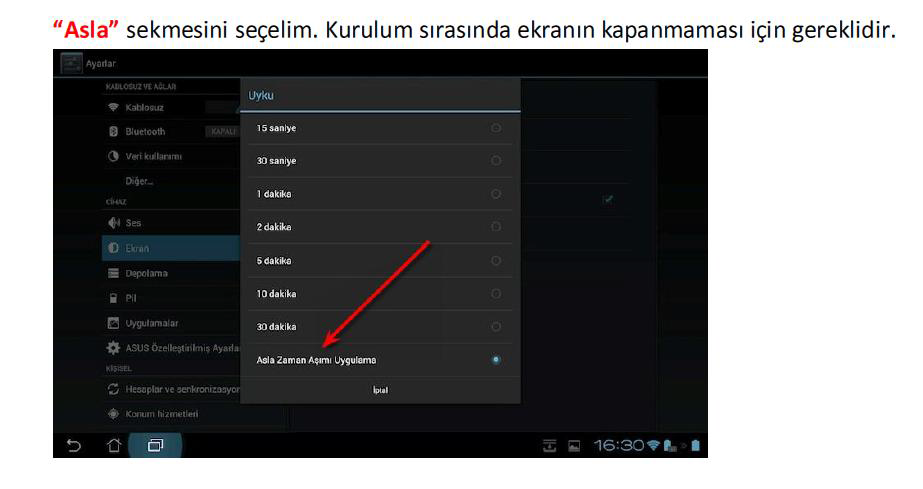 “Asla” sekmesini seçelim. Kurulum sırasında ekranın kapanmaması için gereklidir.
Ayarlar
KABLOSUZ VE AĞLAR
Kablosuz
Bluetooth
KAPALI
Veri kullanımı
Diğer...
CİHAZ
Ses
Ekran
Depolama
Pil
Uygulamalar
ASUS Özelleştirilmiş
KİŞİSEL
Hesaplar ve senkronizasyon
Konum hizmetleri
Uyku
15 saniye
30 saniye
1 dakika
2 dakika
5 dakika
10 dakika
30 dakika
Asla Zaman Aşımı Uygulama
İptal
16:30